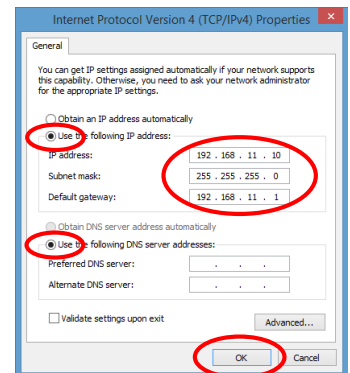 Internet Protocol Version 4 (TCP/IPv4) Properties
General
You can get IP settings assigned automatically if your network supports
this capability. Otherwise, you need to ask your network administrator
for the appropriate IP settings.
Obtain an IP address automatically
Use the following IP address:
IP address: 192 . 168 . 11 . 10
Subnet mask: 255 . 255 . 255 . 0
Default gateway: 192 . 168 . 11 . 1
Obtain DNS server address automatically
Use the following DNS server addresses:
Preferred DNS server: . . .
Alternate DNS server: . . .
Validate settings upon exit
Advanced...
OK Cancel